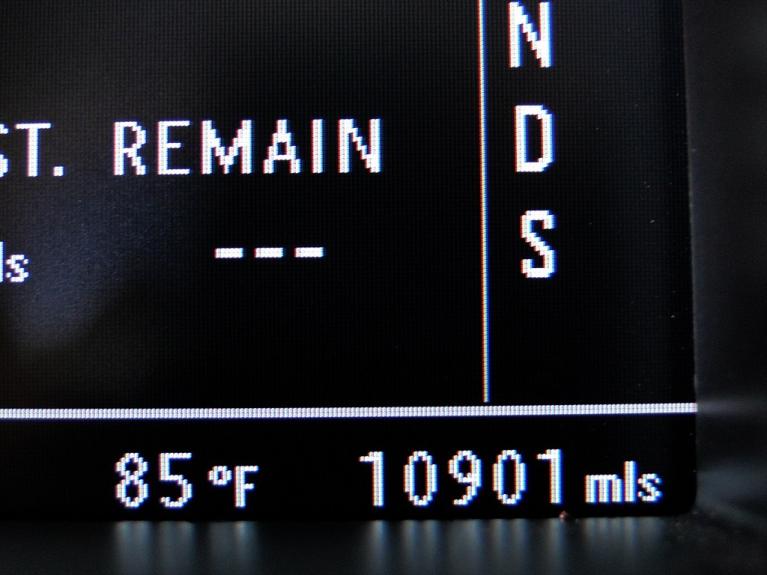 N
ST. REMAIN D
ls --- S
85°F 10901 mls